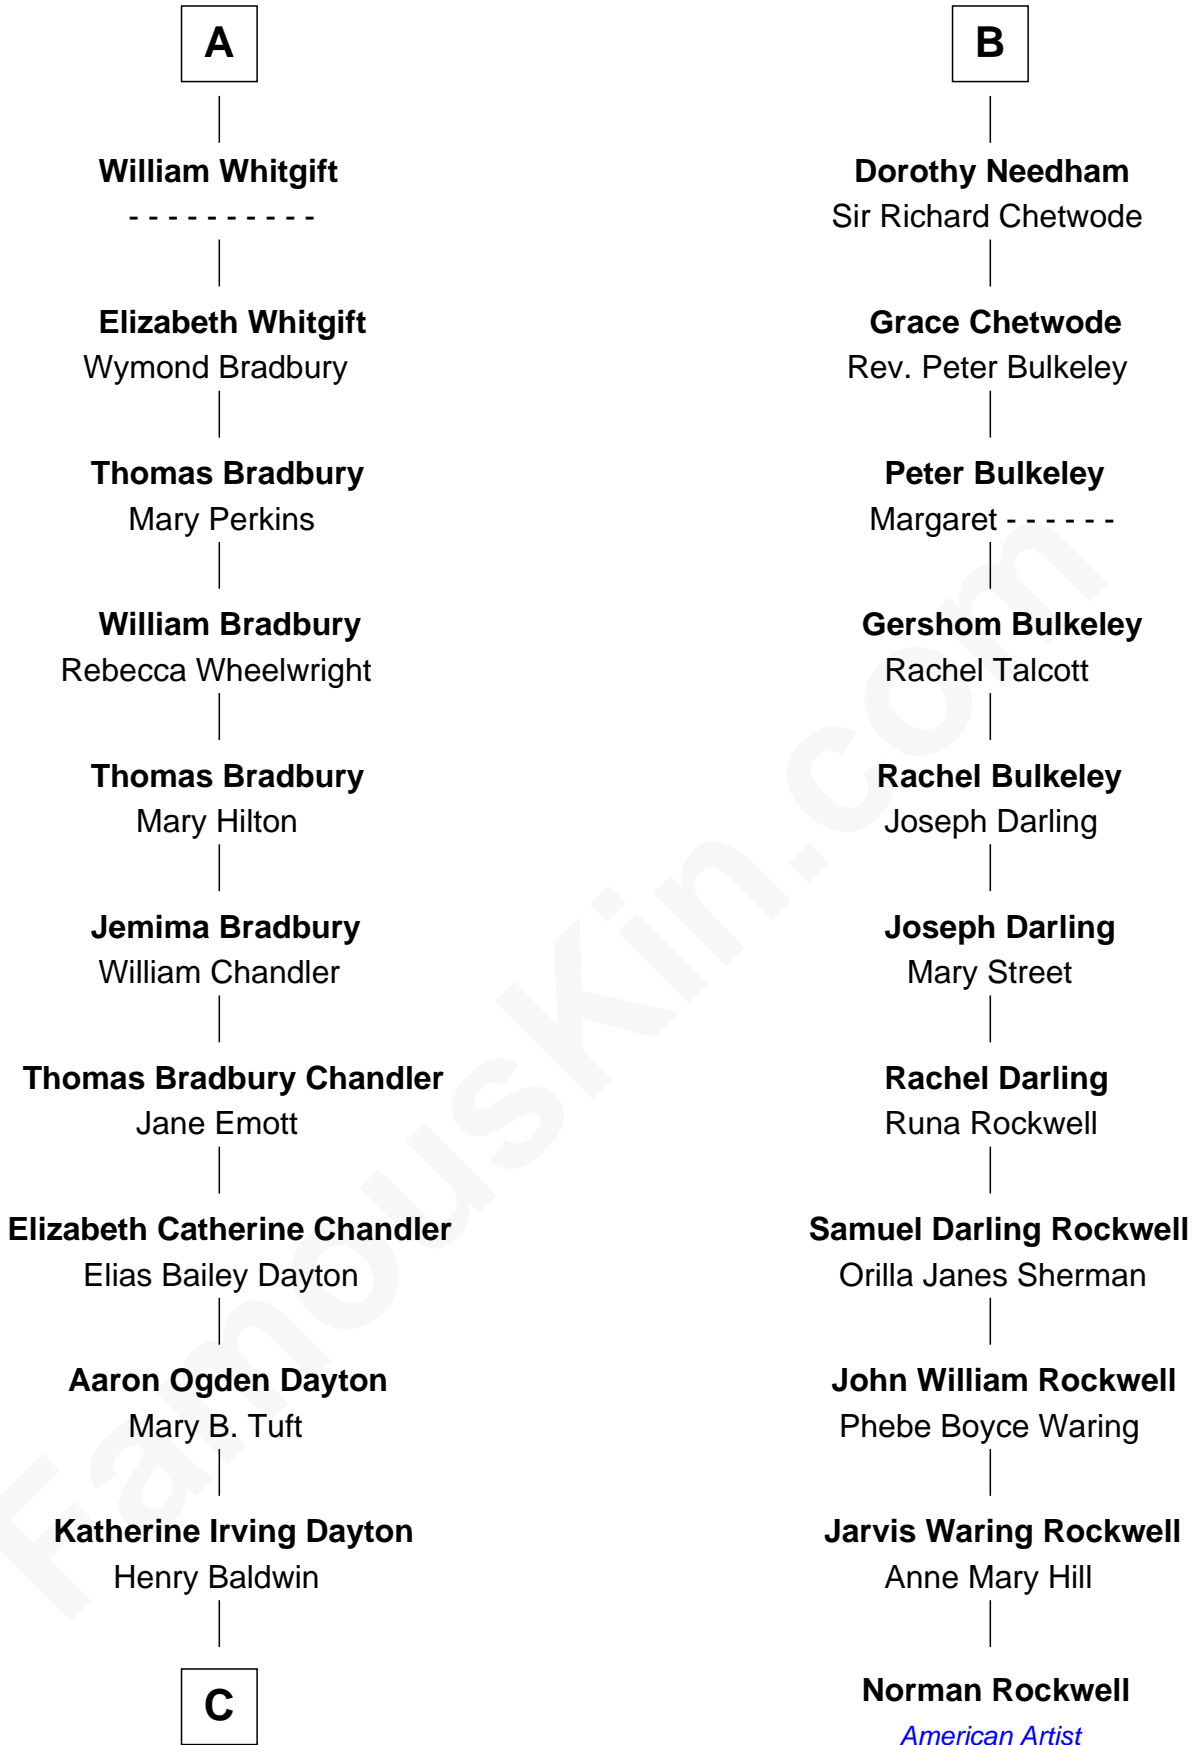 A
William Whitgift
- - - - - - - - - -
Elizabeth Whitgift
Wymond Bradbury
Thomas Bradbury
Mary Perkins
William Bradbury
Rebecca Wheelwright
Thomas Bradbury
Mary Hilton
Jemima Bradbury
William Chandler
Thomas Bradbury Chandler
Jane Emott
Elizabeth Catherine Chandler
Elias Bailey Dayton
Aaron Ogden Dayton
Mary B. Tuft
Katherine Irving Dayton
Henry Baldwin
C
B
Dorothy Needham
Sir Richard Chetwode
Grace Chetwode
Rev. Peter Bulkeley
Peter Bulkeley
Margaret - - - - - -
Gershom Bulkeley
Rachel Talcott
Rachel Bulkeley
Joseph Darling
Joseph Darling
Mary Street
Rachel Darling
Runa Rockwell
Samuel Darling Rockwell
Orilla Janes Sherman
John William Rockwell
Phebe Boyce Waring
Jarvis Waring Rockwell
Anne Mary Hill
Norman Rockwell
American Artist
FamousKin.com